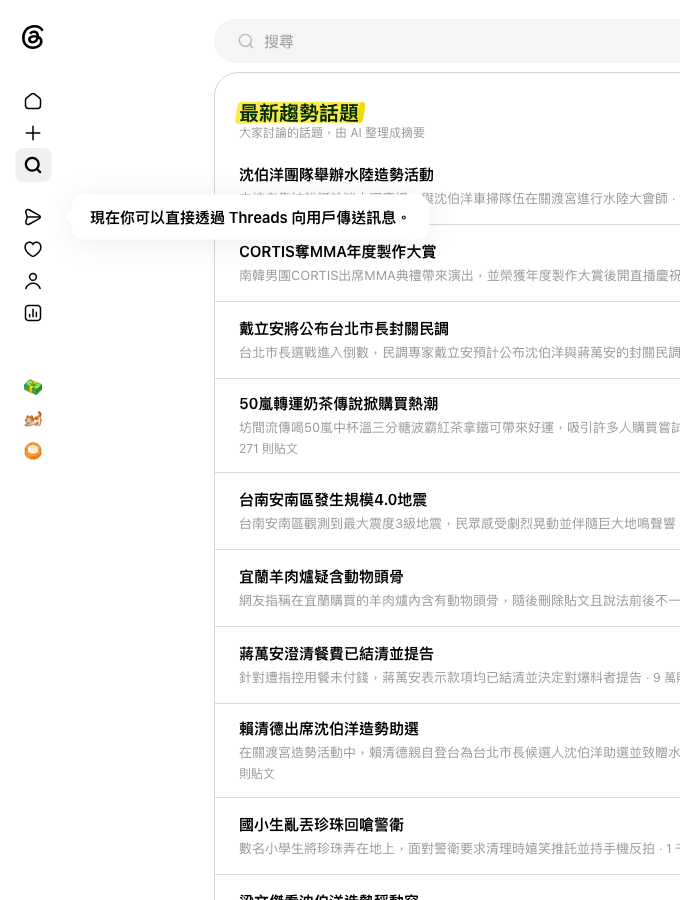 搜尋
最新趨勢話題
大家討論的話題，由 AI 整理成摘要
沈伯洋團隊舉辦水陸造勢活動
與沈伯洋車掃隊伍在關渡宮進行水陸大會師 ·
現在你可以直接透過 Threads 向用戶傳送訊息。
CORTIS奪MMA年度製作大賞
南韓男團CORTIS出席MMA典禮帶來演出，並榮獲年度製作大賞後開直播慶祝
戴立安將公布台北市長封關民調
台北市長選戰進入倒數，民調專家戴立安預計公布沈伯洋與蔣萬安的封關民調
50嵐轉運奶茶傳說掀購買熱潮
坊間流傳喝50嵐中杯溫三分糖波霸紅茶拿鐵可帶來好運，吸引許多人購買嘗試
271 則貼文
台南安南區發生規模4.0地震
台南安南區觀測到最大震度3級地震，民眾感受劇烈晃動並伴隨巨大地鳴聲響
宜蘭羊肉爐疑含動物頭骨
網友指稱在宜蘭購買的羊肉爐內含有動物頭骨，隨後刪除貼文且說法前後不一
蔣萬安澄清餐費已結清並提告
針對遭指控用餐未付錢，蔣萬安表示款項均已結清並決定對爆料者提告 · 9 萬
賴清德出席沈伯洋造勢助選
在關渡宮造勢活動中，賴清德親自登台為台北市長候選人沈伯洋助選並致贈水
則貼文
國小生亂丟珍珠回嗆警衛
數名小學生將珍珠弄在地上，面對警衛要求清理時嬉笑推託並持手機反拍 · 1